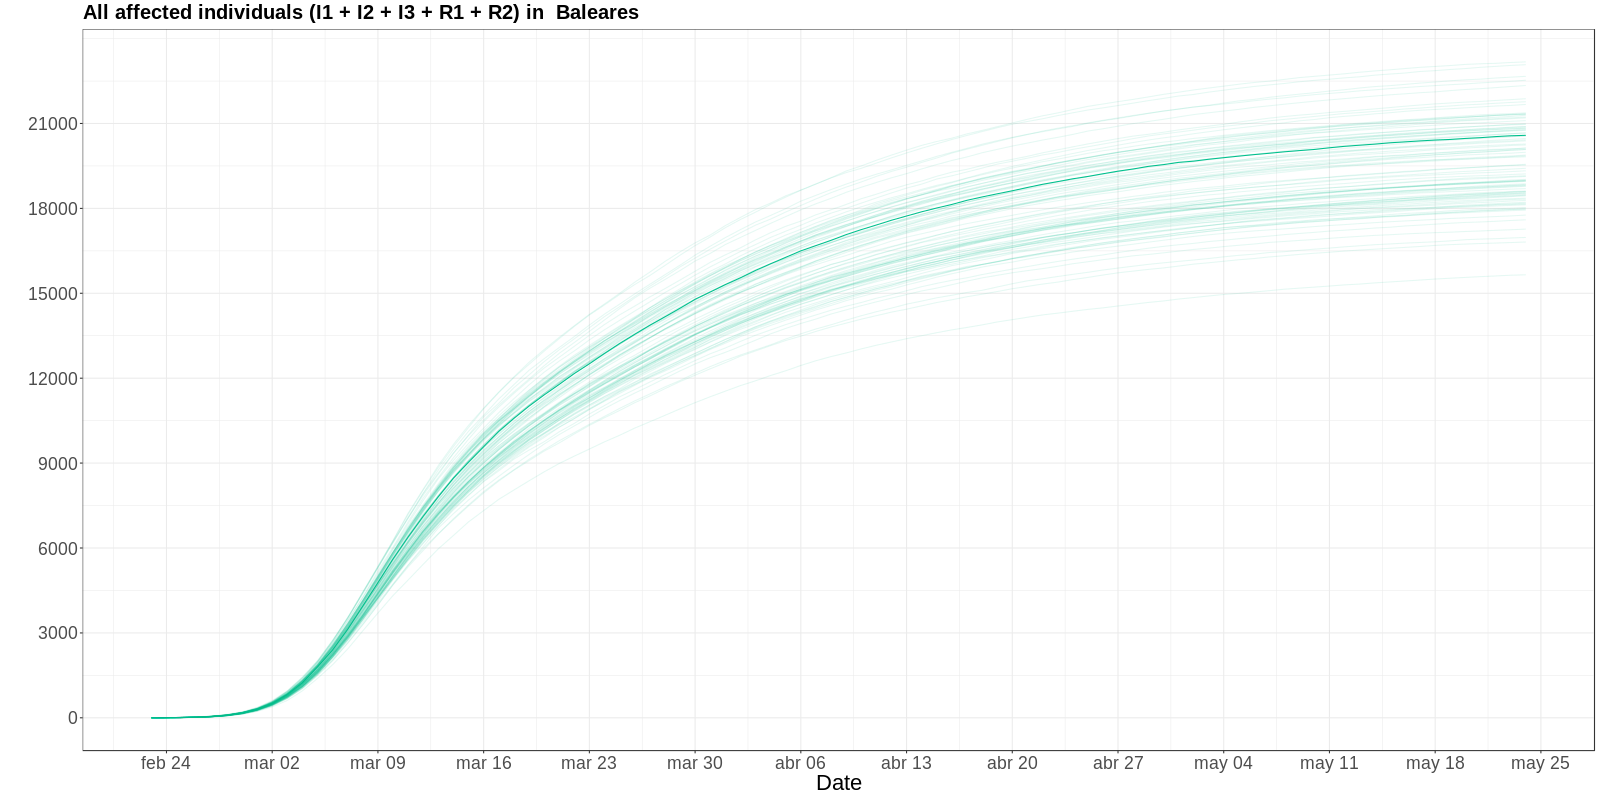 All affected individuals (I1 + I2 + I3 + R1 + R2) in  Baleares
21000
18000
15000
12000
9000
6000
3000
0
feb 24 mar 02 mar 09 mar 16 mar 23 mar 30 abr 06 abr 13 abr 20 abr 27 may 04 may 11 may 18 may 25
Date